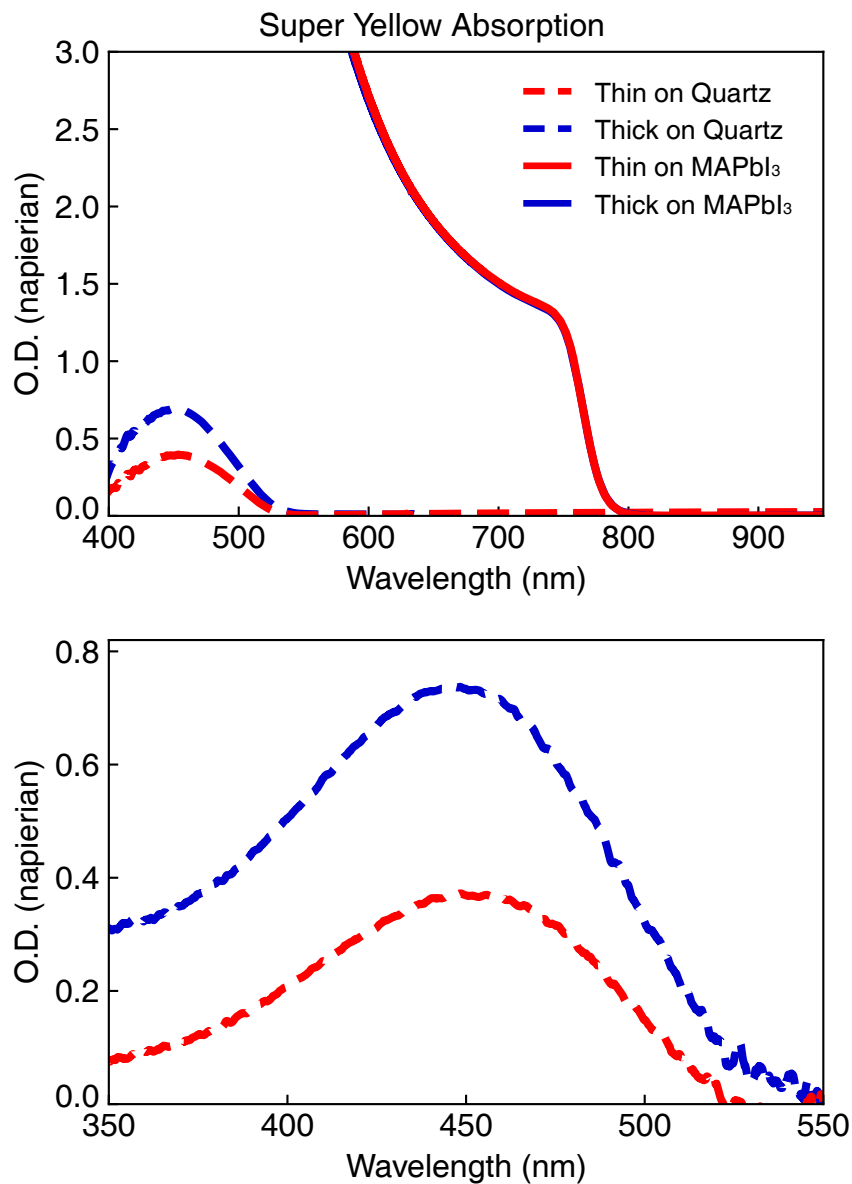 Super Yellow Absorption
3.0
2.5
2.0
1.5
1.0
0.5
0.0
O.D. (napierian)
Thin on Quartz
Thick on Quartz
Thin on MAPbI₃
Thick on MAPbI₃
400 500 600 700 800 900
Wavelength (nm)
0.8
0.6
0.4
0.2
0.0
O.D. (napierian)
350 400 450 500 550
Wavelength (nm)